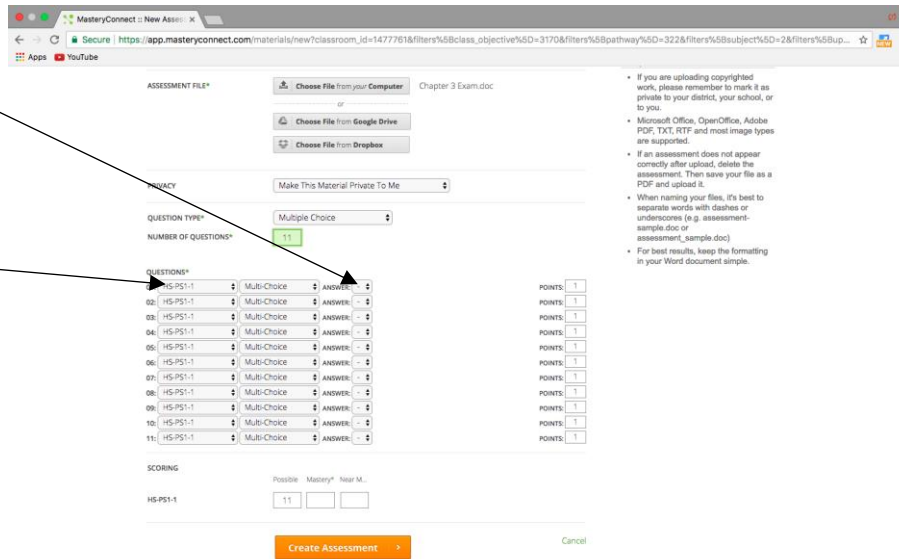 MasteryConnect :: New Asses
Secure | https://app.masteryconnect.com/materials/new?classroom_id=1477761&filters%5Bclass_objective%5D=3170&filters%5Bpathway%5D=322&filters%5Bsubject%5D=2&filters%5Bup...
NEW
Apps YouTube
ASSESSMENT FILE*
Choose File from your Computer Chapter 3 Exam.doc
or
Choose File from Google Drive
Choose File from Dropbox
PRIVACY Make This Material Private To Me
QUESTION TYPE* Multiple Choice
NUMBER OF QUESTIONS* 11
QUESTIONS*
HS-PS1-1 Multi-Choice ANSWER: - POINTS: 1
02: HS-PS1-1 Multi-Choice ANSWER: - POINTS: 1
03: HS-PS1-1 Multi-Choice ANSWER: - POINTS: 1
04: HS-PS1-1 Multi-Choice ANSWER: - POINTS: 1
05: HS-PS1-1 Multi-Choice ANSWER: - POINTS: 1
06: HS-PS1-1 Multi-Choice ANSWER: - POINTS: 1
07: HS-PS1-1 Multi-Choice ANSWER: - POINTS: 1
08: HS-PS1-1 Multi-Choice ANSWER: - POINTS: 1
09: HS-PS1-1 Multi-Choice ANSWER: - POINTS: 1
10: HS-PS1-1 Multi-Choice ANSWER: - POINTS: 1
11: HS-PS1-1 Multi-Choice ANSWER: - POINTS: 1
SCORING
Possible Mastery* Near M...
HS-PS1-1 11
Create Assessment >
Cancel
• If you are uploading copyrighted
work, please remember to mark it as
private to your district, your school, or
to you.
• Microsoft Office, OpenOffice, Adobe
PDF, TXT, RTF and most image types
are supported.
• If an assessment does not appear
correctly after upload, delete the
assessment. Then save your file as a
PDF and upload it.
• When naming your files, it's best to
separate words with dashes or
underscores (e.g. assessment-
sample.doc or
assessment_sample.doc)
• For best results, keep the formatting
in your Word document simple.